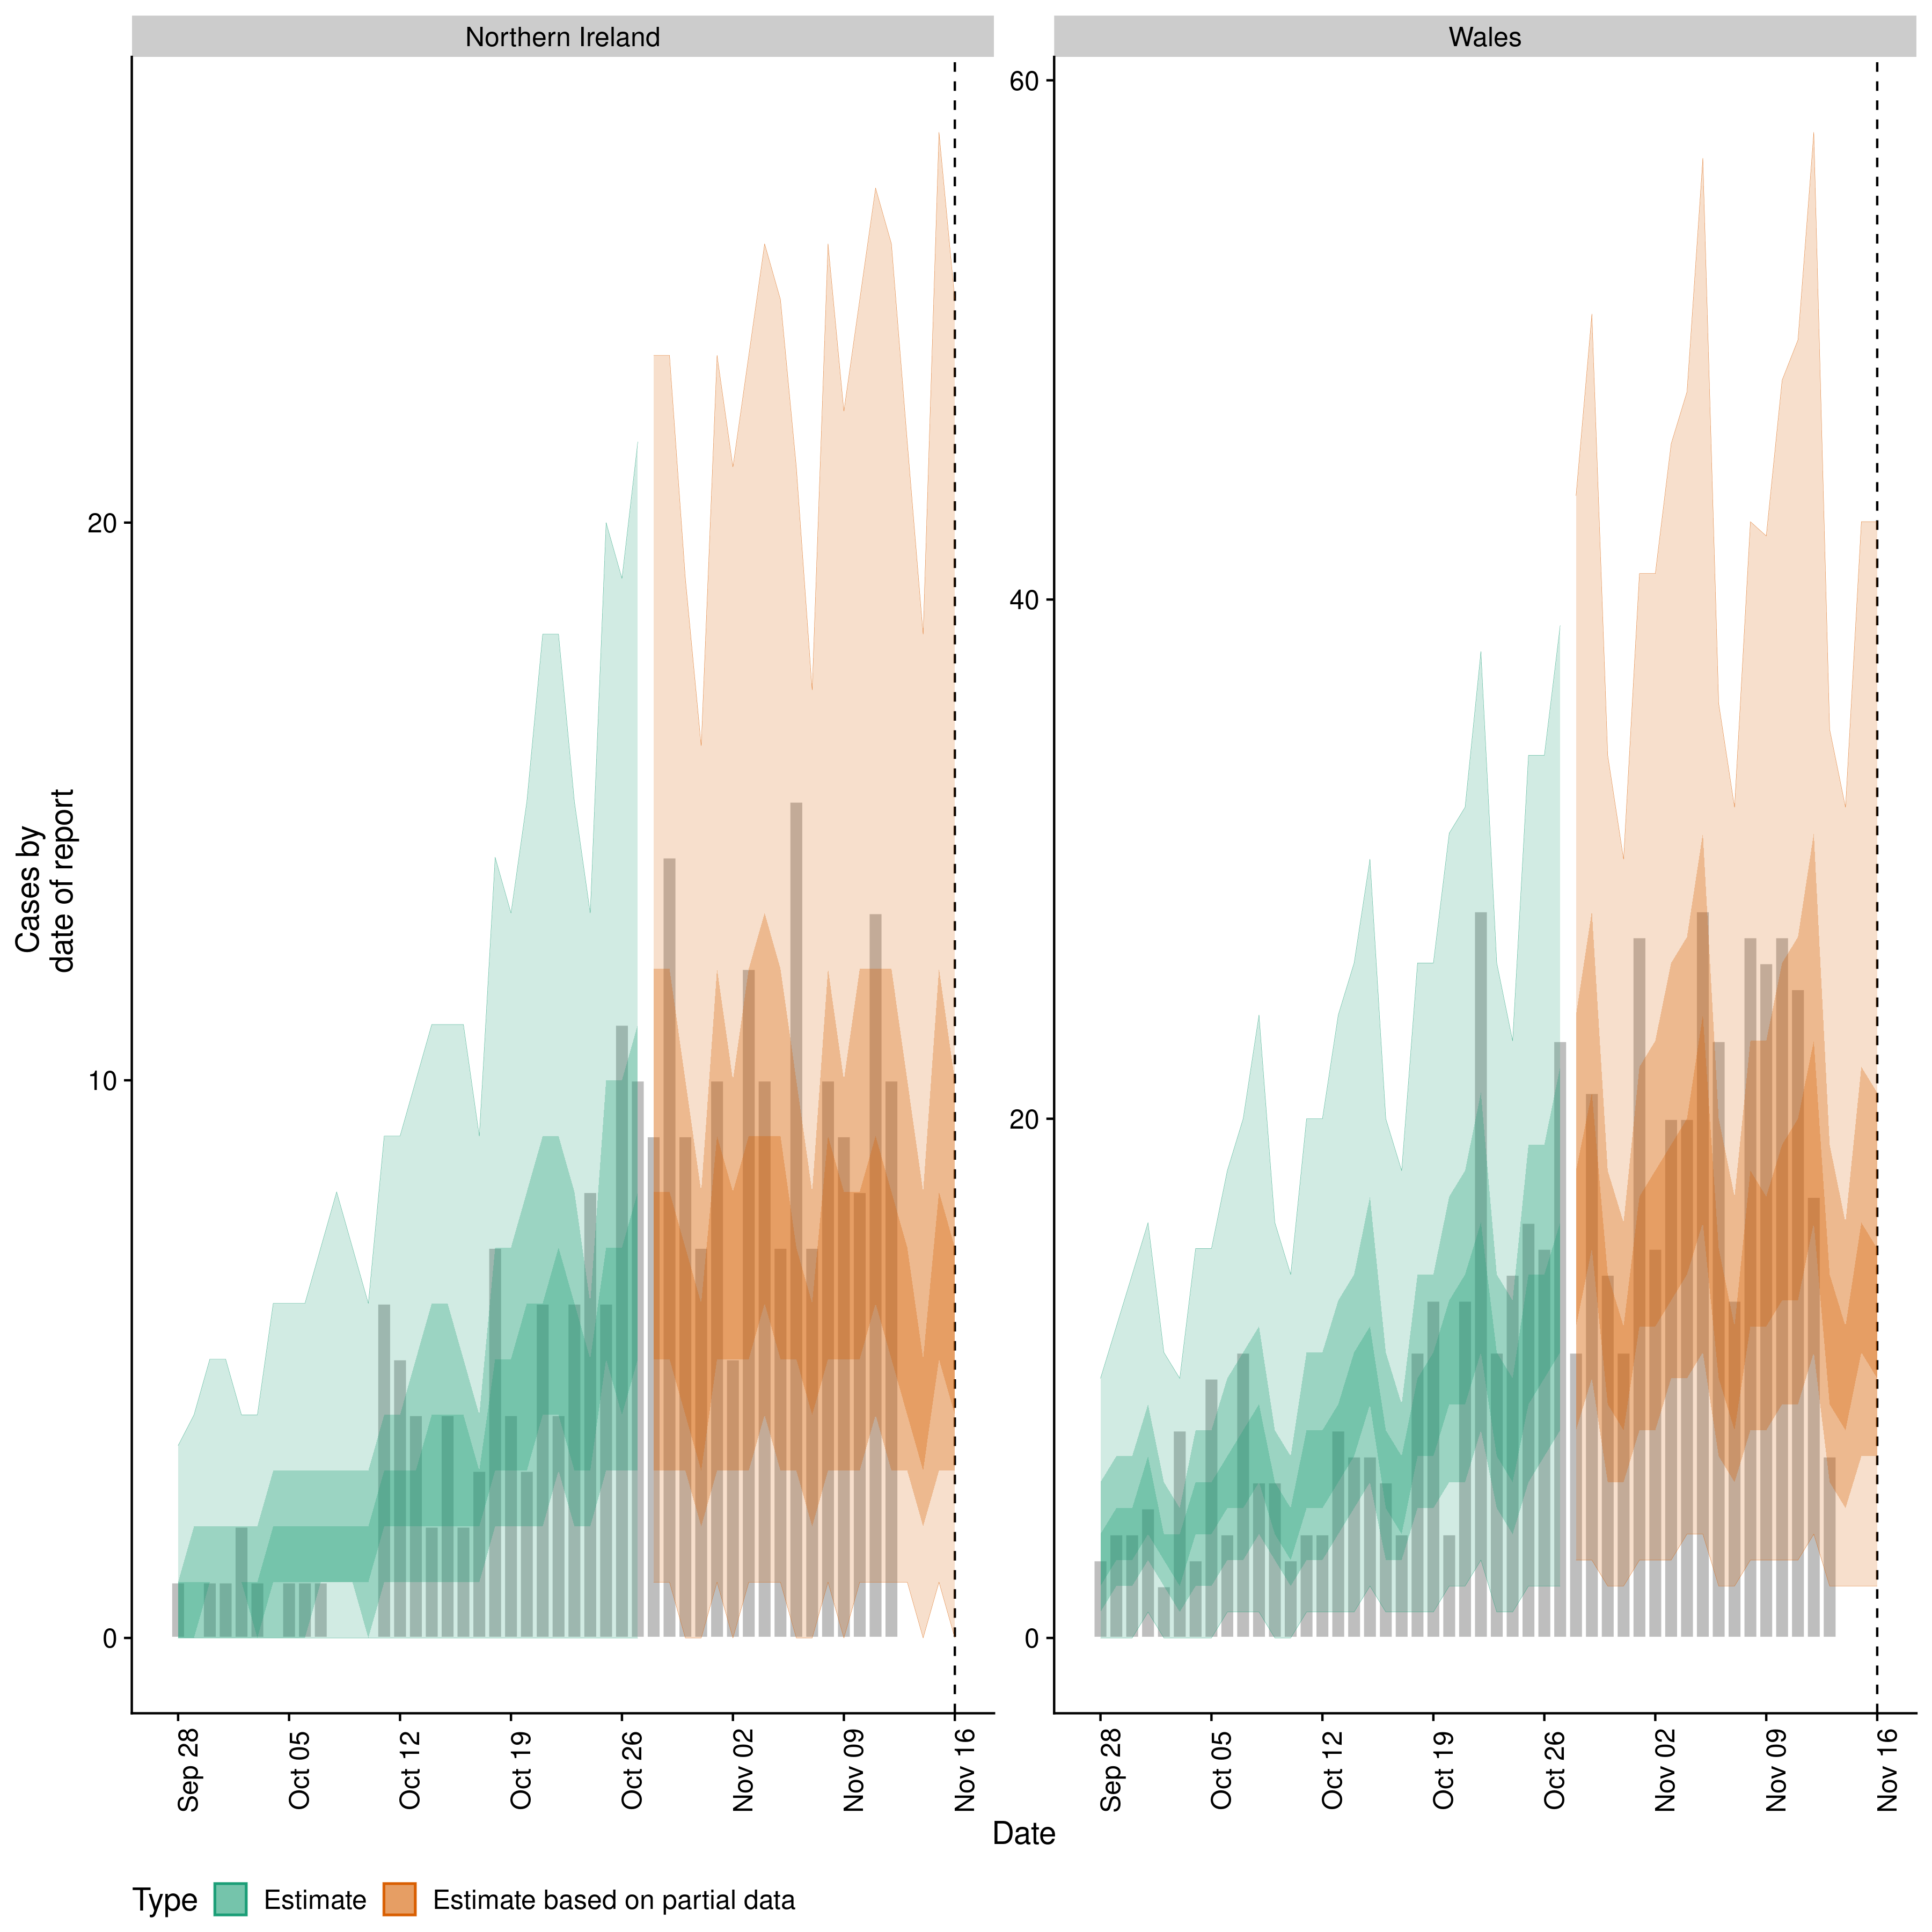 Northern Ireland
Wales
Cases by
date of report
20
10
0
60
40
20
0
Sep 28
Oct 05
Oct 12
Oct 19
Oct 26
Nov 02
Nov 09
Nov 16
Sep 28
Oct 05
Oct 12
Oct 19
Oct 26
Nov 02
Nov 09
Nov 16
Date
Type Estimate Estimate based on partial data